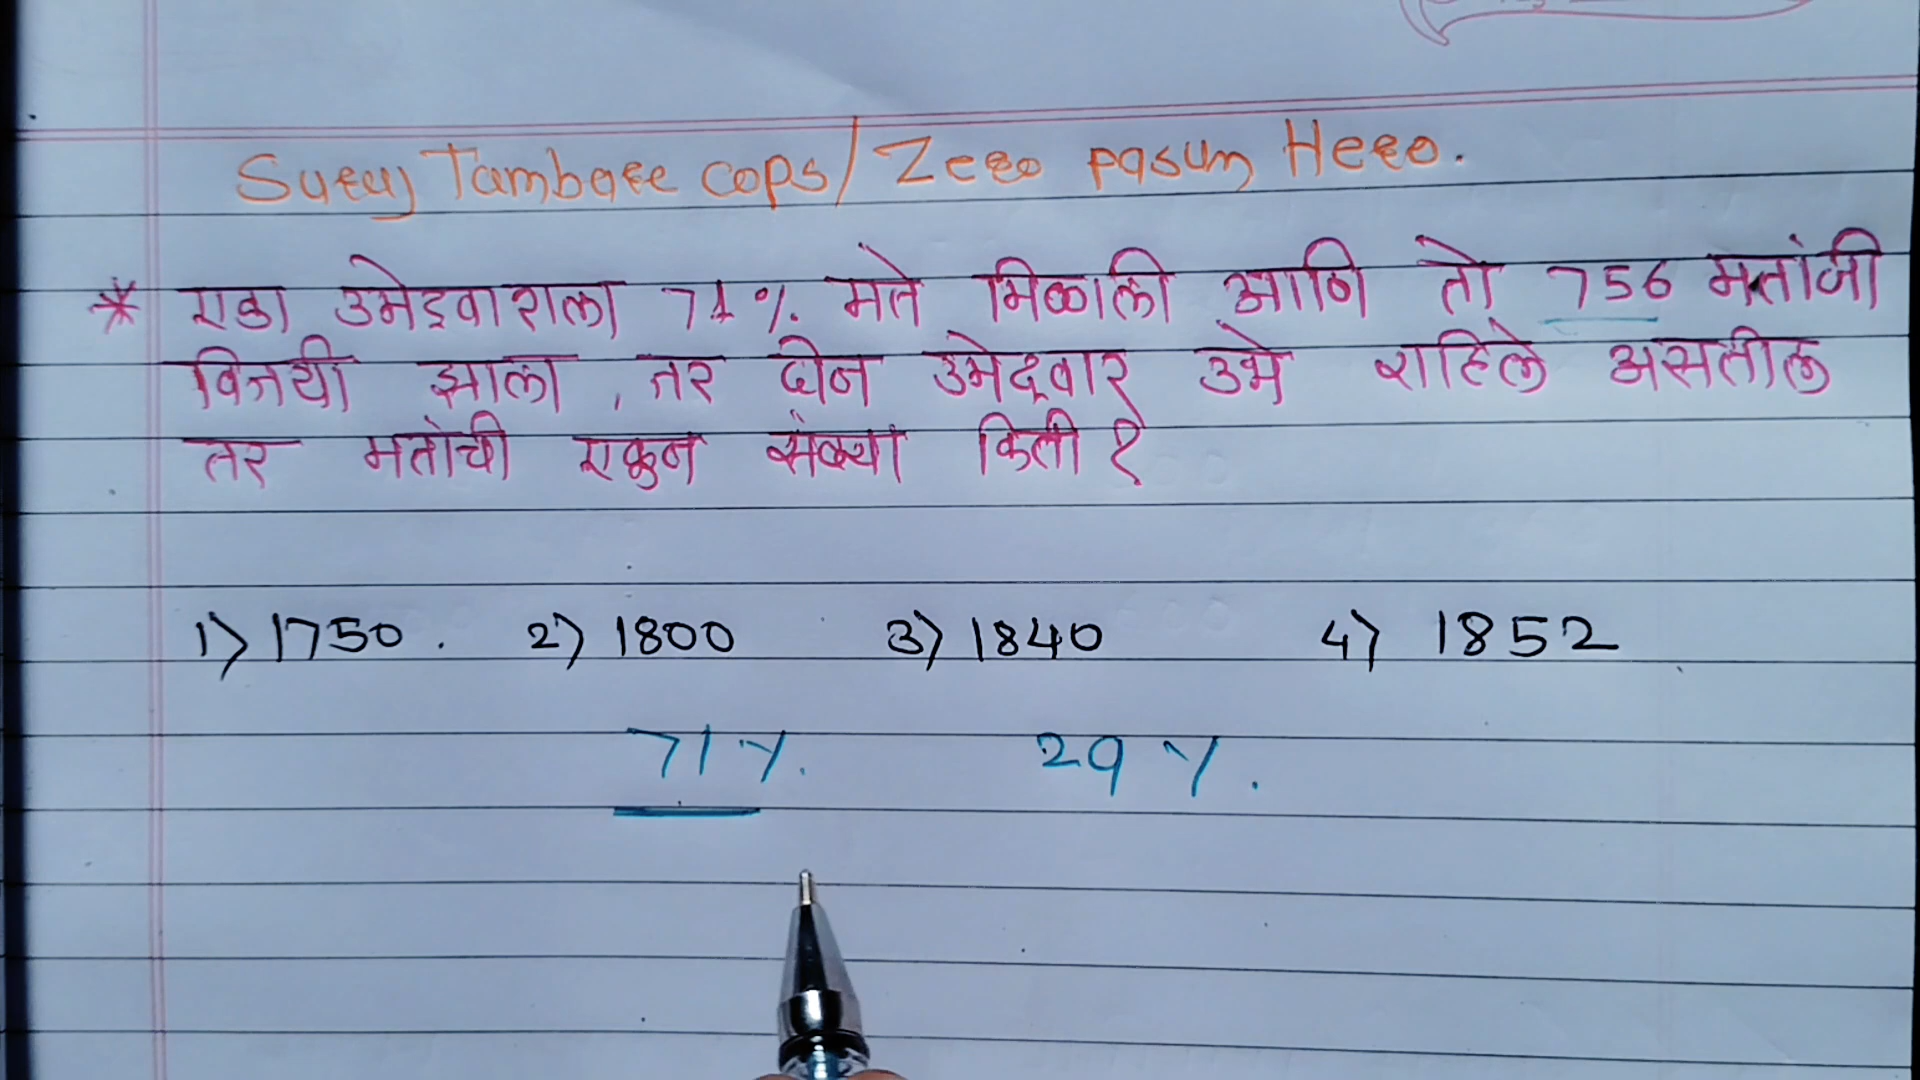 Suraj Tambare cops/Zero pasun Hero.
* एका उमेदवाराला 71% मते मिळाली आणि तो 756 मतांनी
विजयी झाला, तर दोन उमेदवार उभे राहिले असतील
तर मतांची एकुन संख्या किती?
1) 1750. 2) 1800 3) 1840 4) 1852
71%. 29%.